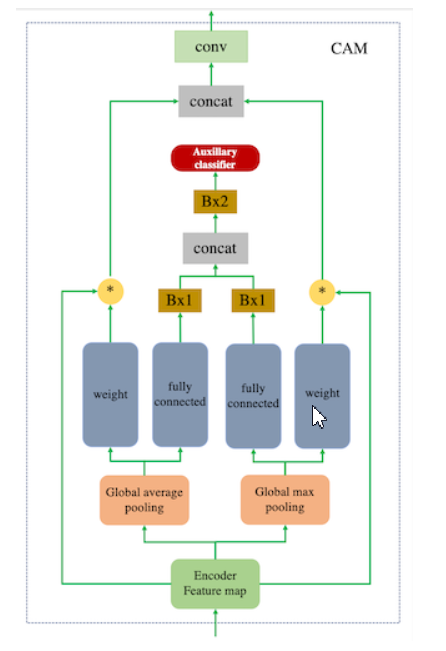 conv
CAM
concat
Auxillary
classifier
Bx2
concat
*
Bx1
Bx1
*
weight
fully
connected
fully
connected
weight
Global average
pooling
Global max
pooling
Encoder
Feature map